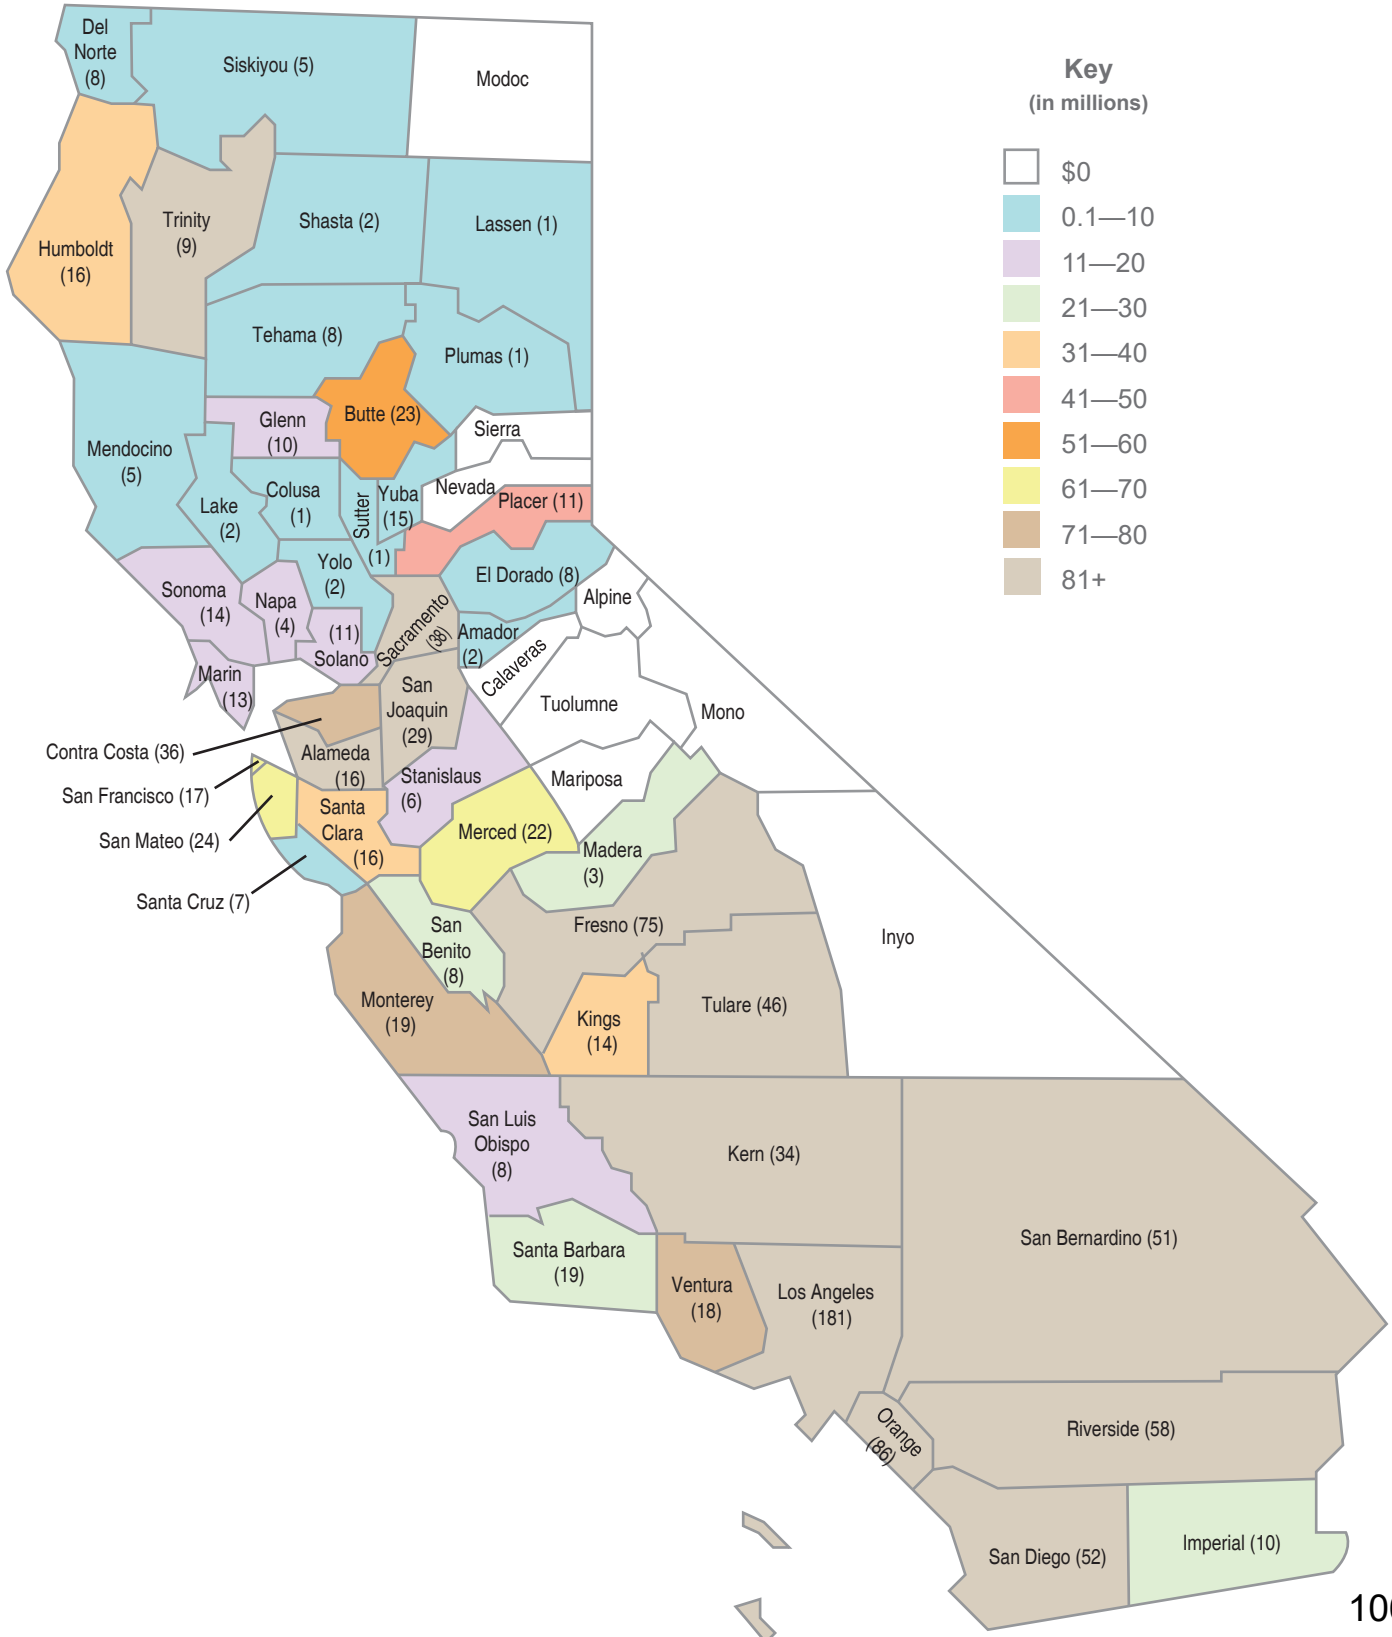 Del
Norte
(8)
Siskiyou (5)
Modoc
Key
(in millions)
$0
0.1—10
11—20
21—30
31—40
41—50
51—60
61—70
71—80
81+
Humboldt
(16)
Trinity
(9)
Shasta (2)
Lassen (1)
Tehama (8)
Plumas (1)
Mendocino
(5)
Glenn
(10)
Butte (23)
Sierra
Lake
(2)
Colusa
(1)
Sutter
(1)
Yuba
(15)
Nevada
Placer (11)
Sonoma
(14)
Napa
(4)
Yolo
(2)
El Dorado (8)
Alpine
(11)
Solano
Sacramento
(38)
Amador
(2)
Calaveras
Marin
(13)
San
Joaquin
(29)
Tuolumne
Mono
Contra Costa (36)
Alameda
(16)
Stanislaus
(6)
Mariposa
San Francisco (17)
San Mateo (24)
Santa
Clara
(16)
Merced (22)
Madera
(3)
Santa Cruz (7)
San
Benito
(8)
Fresno (75)
Inyo
Monterey
(19)
Kings
(14)
Tulare (46)
San Luis
Obispo
(8)
Kern (34)
San Bernardino (51)
Santa Barbara
(19)
Ventura
(18)
Los Angeles
(181)
Orange
(86)
Riverside (58)
San Diego (52)
Imperial (10)